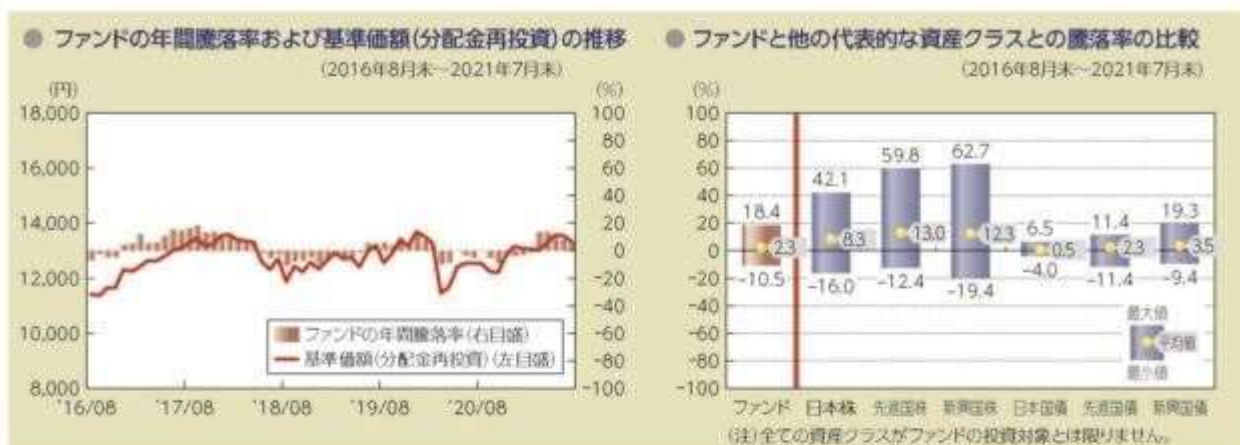 ● ファンドの年間騰落率および基準価額(分配金再投資)の推移
(2016年8月末～2021年7月末)
(円)
(%)
18,000
16,000
14,000
12,000
10,000
8,000
100
80
60
40
20
0
-20
-40
-60
-80
-100
ファンドの年間騰落率(右目盛)
基準価額(分配金再投資)(左目盛)
'16/08 '17/08 '18/08 '19/08 '20/08
● ファンドと他の代表的な資産クラスとの騰落率の比較
(2016年8月末～2021年7月末)
(%)
100
80
60
40
20
0
-20
-40
-60
-80
-100
18.4 42.1 59.8 62.7 6.5 11.4 19.3
2.3 8.3 13.0 12.3 0.5 2.3 3.5
-10.5 -16.0 -12.4 -19.4 -4.0 -11.4 -9.4
最大値
平均値
最小値
ファンド 日本株 先進国株 新興国株 日本国債 先進国債 新興国債
(注)全ての資産クラスがファンドの投資対象とは限りません。